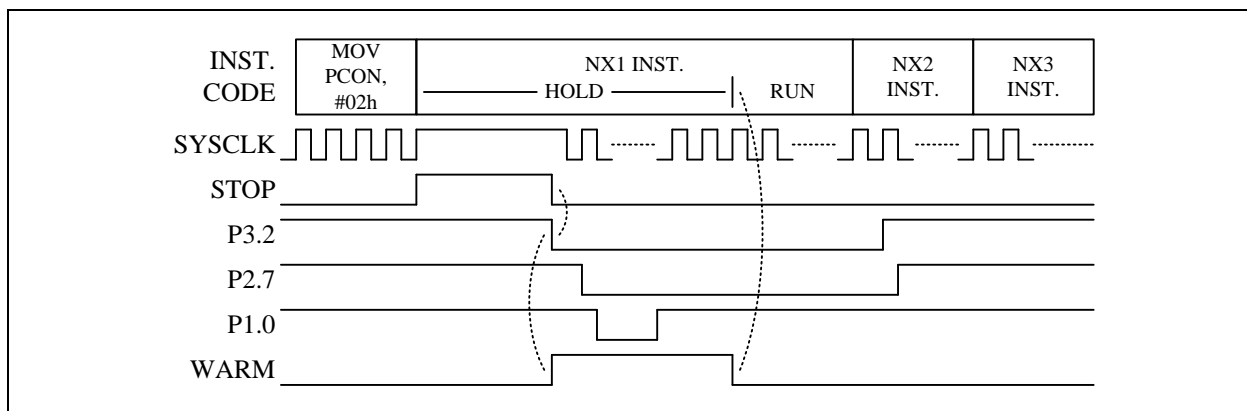 INST.
CODE
MOV
PCON,
#02h
NX1 INST.
HOLD
RUN
NX2
INST.
NX3
INST.
SYSCLK
STOP
P3.2
P2.7
P1.0
WARM